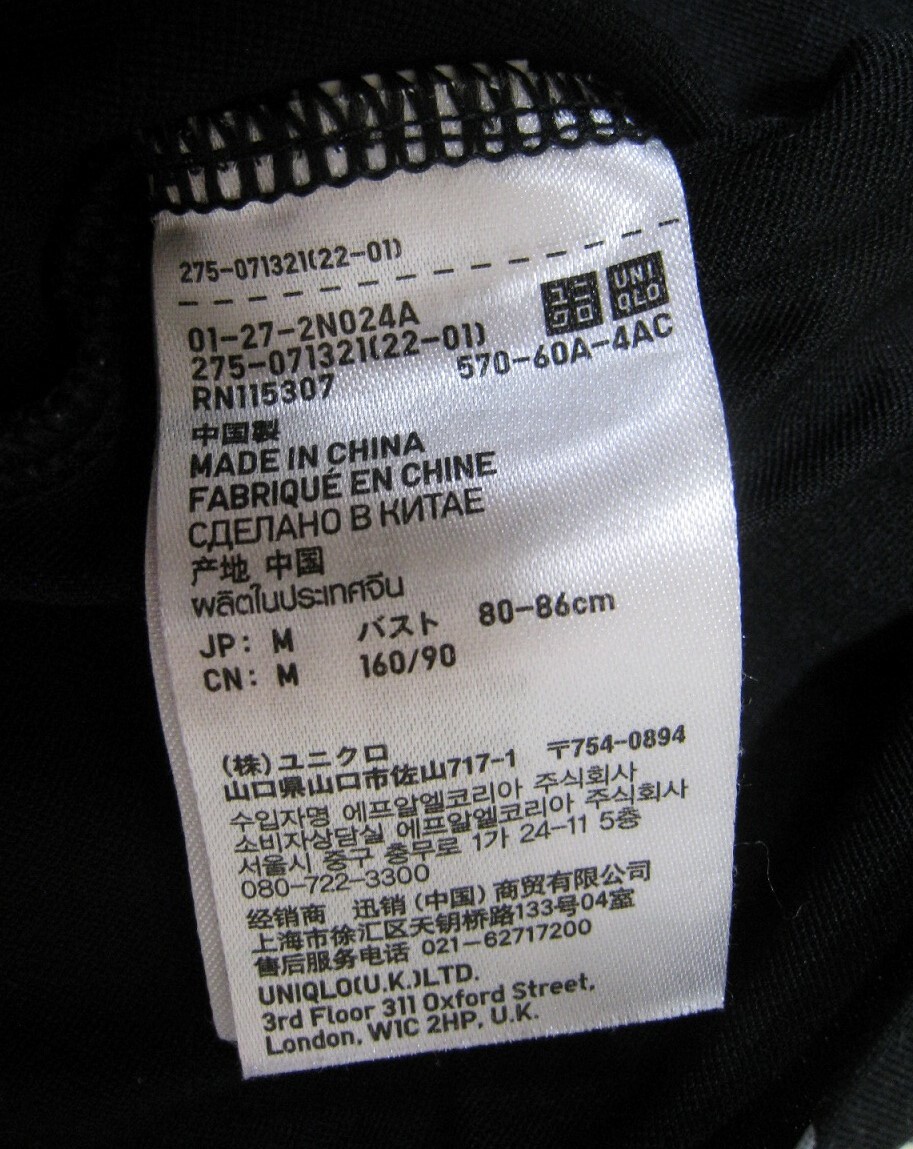 275-071321(22-01)
ユニクロ UNIQLO
01-27-2N024A
275-071321(22-01) 570-60A-4AC
RN115307
中国製
MADE IN CHINA
FABRIQUÉ EN CHINE
СДЕЛАНО В КИТАЕ
产地 中国
ผลิตในประเทศจีน
JP: M バスト 80-86cm
CN: M 160/90
(株)ユニクロ
山口県山口市佐山717-1 〒754-0894
수입자명 에프알엘코리아 주식회사
소비자상담실 에프알엘코리아 주식회사
서울시 중구 충무로 1가 24-11 5층
080-722-3300
经销商 迅销(中国)商贸有限公司
上海市徐汇区天钥桥路133号04室
售后服务电话 021-62717200
UNIQLO(U.K.)LTD.
3rd Floor 311 Oxford Street,
London, W1C 2HP, U.K.